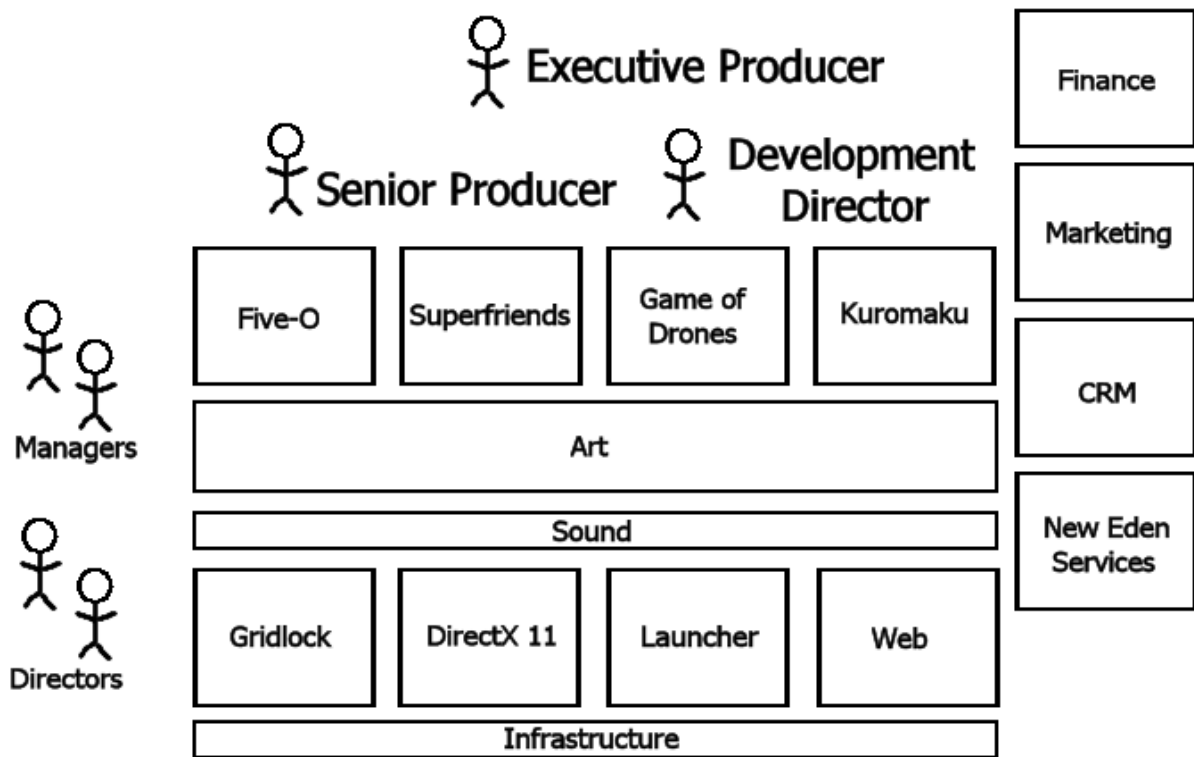 Executive Producer
Senior Producer
Development
Director
Finance
Marketing
CRM
New Eden
Services
Five-O
Superfriends
Game of
Drones
Kuromaku
Managers
Art
Sound
Directors
Gridlock
DirectX 11
Launcher
Web
Infrastructure